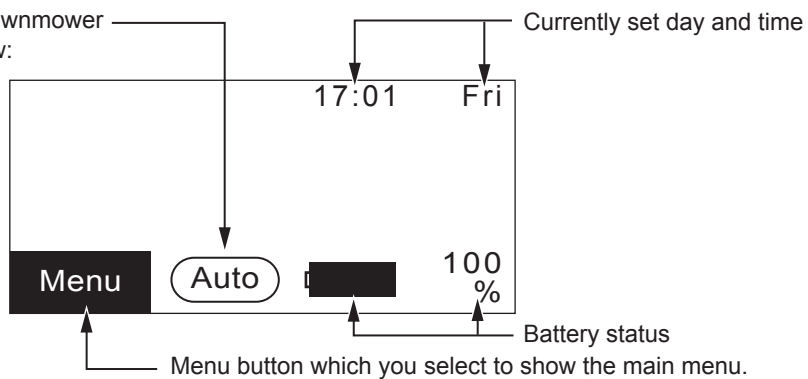 Currently set day and time
17:01 Fri
Menu Auto 100
%
Battery status
Menu button which you select to show the main menu.